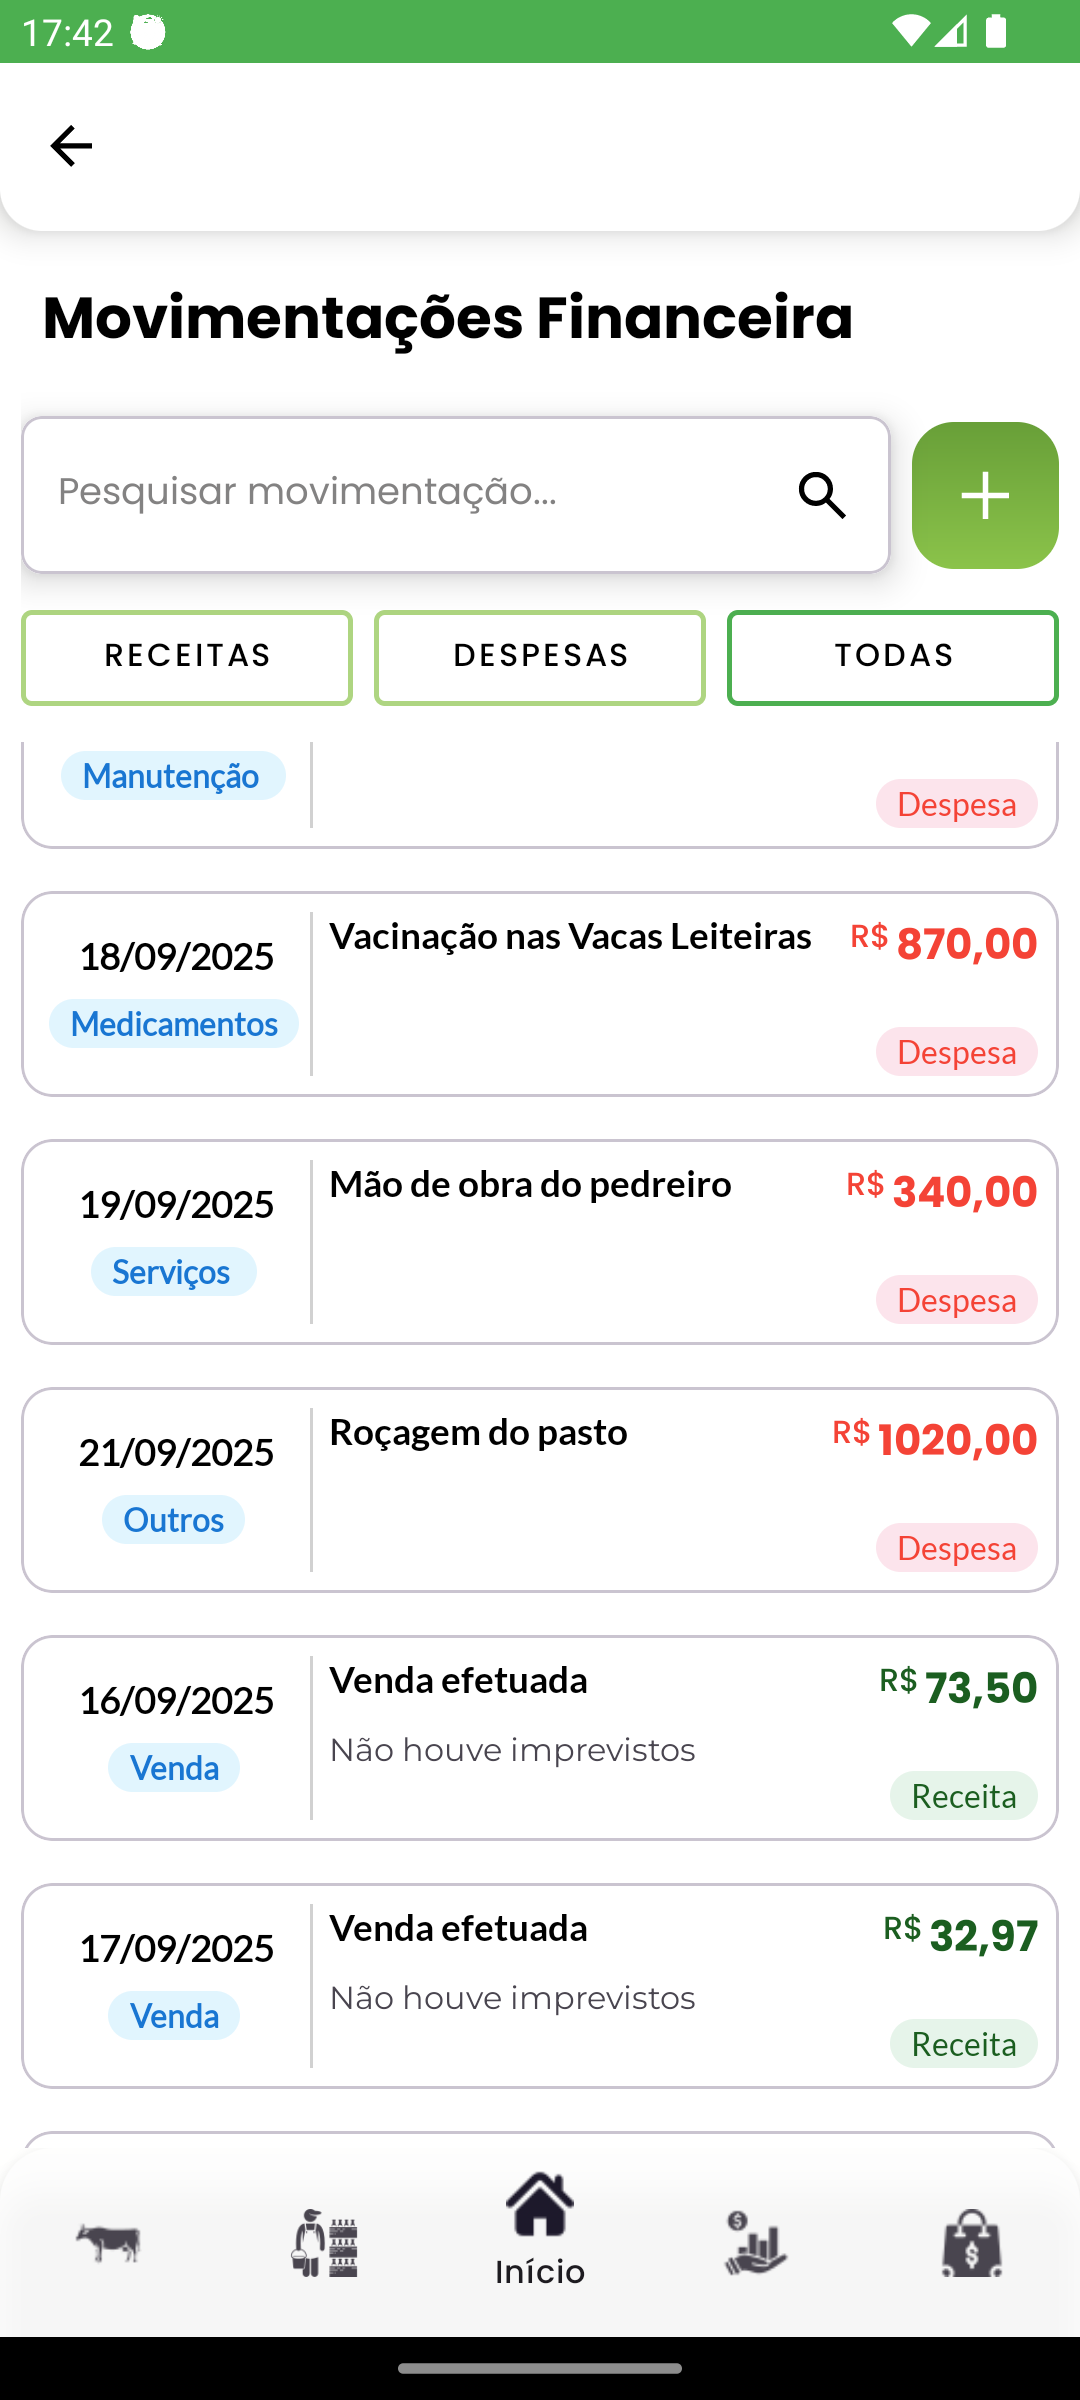 17:42
Movimentações Financeira
Pesquisar movimentação...
RECEITAS DESPESAS TODAS
Manutenção
Despesa
Vacinação nas Vacas Leiteiras R$ 870,00
18/09/2025
Medicamentos
Despesa
Mão de obra do pedreiro R$ 340,00
19/09/2025
Serviços
Despesa
Roçagem do pasto R$ 1020,00
21/09/2025
Outros
Despesa
Venda efetuada R$ 73,50
16/09/2025
Não houve imprevistos
Venda
Receita
Venda efetuada R$ 32,97
17/09/2025
Não houve imprevistos
Venda
Receita
Início